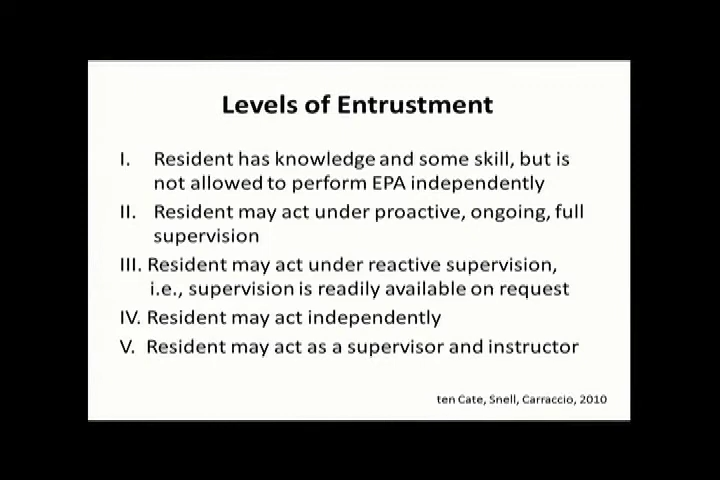 Levels of Entrustment
I. Resident has knowledge and some skill, but is
not allowed to perform EPA independently
II. Resident may act under proactive, ongoing, full
supervision
III. Resident may act under reactive supervision,
i.e., supervision is readily available on request
IV. Resident may act independently
V. Resident may act as a supervisor and instructor
ten Cate, Snell, Carraccio, 2010